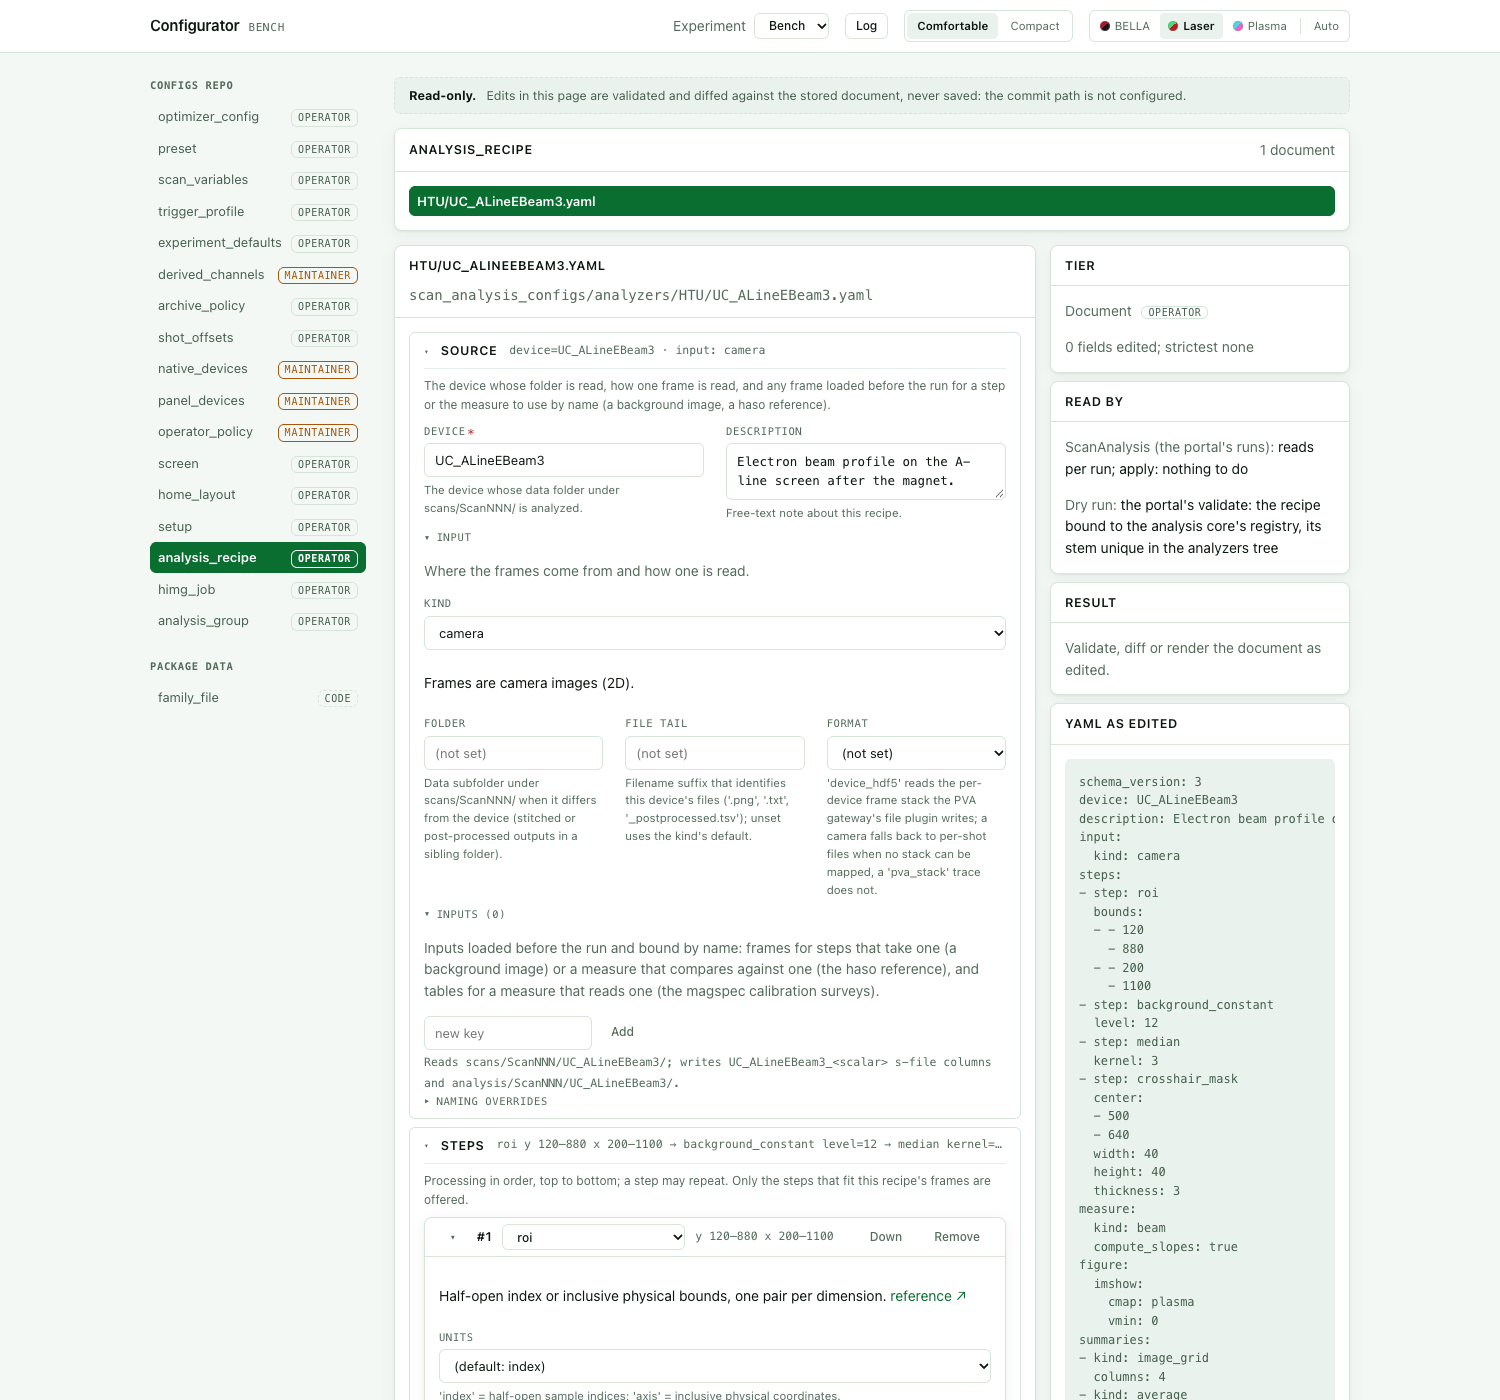 Configurator BENCH
Experiment Bench Log Comfortable Compact BELLA Laser Plasma Auto
CONFIGS REPO
optimizer_config OPERATOR
preset OPERATOR
scan_variables OPERATOR
trigger_profile OPERATOR
experiment_defaults OPERATOR
derived_channels MAINTAINER
archive_policy OPERATOR
shot_offsets OPERATOR
native_devices MAINTAINER
panel_devices MAINTAINER
operator_policy MAINTAINER
screen OPERATOR
home_layout OPERATOR
setup OPERATOR
analysis_recipe OPERATOR
himg_job OPERATOR
analysis_group OPERATOR
PACKAGE DATA
family_file CODE
Read-only. Edits in this page are validated and diffed against the stored document, never saved: the commit path is not configured.
ANALYSIS_RECIPE 1 document
HTU/UC_ALineEBeam3.yaml
HTU/UC_ALINEEBEAM3.YAML
scan_analysis_configs/analyzers/HTU/UC_ALineEBeam3.yaml
SOURCE device=UC_ALineEBeam3 · input: camera
The device whose folder is read, how one frame is read, and any frame loaded before the run for a step
or the measure to use by name (a background image, a haso reference).
DEVICE*
UC_ALineEBeam3
The device whose data folder under
scans/ScanNNN/ is analyzed.
DESCRIPTION
Electron beam profile on the A-
line screen after the magnet.
Free-text note about this recipe.
INPUT
Where the frames come from and how one is read.
KIND
camera
Frames are camera images (2D).
FOLDER
(not set)
Data subfolder under
scans/ScanNNN/ when it differs
from the device (stitched or
post-processed outputs in a
sibling folder).
FILE TAIL
(not set)
Filename suffix that identifies
this device's files ('.png', '.txt',
'_postprocessed.tsv'); unset
uses the kind's default.
FORMAT
(not set)
'device_hdf5' reads the per-
device frame stack the PVA
gateway's file plugin writes; a
camera falls back to per-shot
files when no stack can be
mapped, a 'pva_stack' trace
does not.
INPUTS (0)
Inputs loaded before the run and bound by name: frames for steps that take one (a
background image) or a measure that compares against one (the haso reference), and
tables for a measure that reads one (the magspec calibration surveys).
new key Add
Reads scans/ScanNNN/UC_ALineEBeam3/; writes UC_ALineEBeam3_<scalar> s-file columns
and analysis/ScanNNN/UC_ALineEBeam3/.
NAMING OVERRIDES
STEPS roi y 120–880 x 200–1100 → background_constant level=12 → median kernel=…
Processing in order, top to bottom; a step may repeat. Only the steps that fit this recipe's frames are
offered.
#1 roi y 120–880 x 200–1100 Down Remove
Half-open index or inclusive physical bounds, one pair per dimension. reference ↗
UNITS
(default: index)
'index' = half-open sample indices; 'axis' = inclusive physical coordinates.
TIER
Document OPERATOR
0 fields edited; strictest none
READ BY
ScanAnalysis (the portal's runs): reads
per run; apply: nothing to do
Dry run: the portal's validate: the recipe
bound to the analysis core's registry, its
stem unique in the analyzers tree
RESULT
Validate, diff or render the document as
edited.
YAML AS EDITED
schema_version: 3
device: UC_ALineEBeam3
description: Electron beam profile
input:
  kind: camera
steps:
- step: roi
  bounds:
  - - 120
    - 880
  - - 200
    - 1100
- step: background_constant
  level: 12
- step: median
  kernel: 3
- step: crosshair_mask
  center:
  - 500
  - 640
  width: 40
  height: 40
  thickness: 3
measure:
  kind: beam
  compute_slopes: true
figure:
  imshow:
    cmap: plasma
    vmin: 0
summaries:
- kind: image_grid
  columns: 4
- kind: average